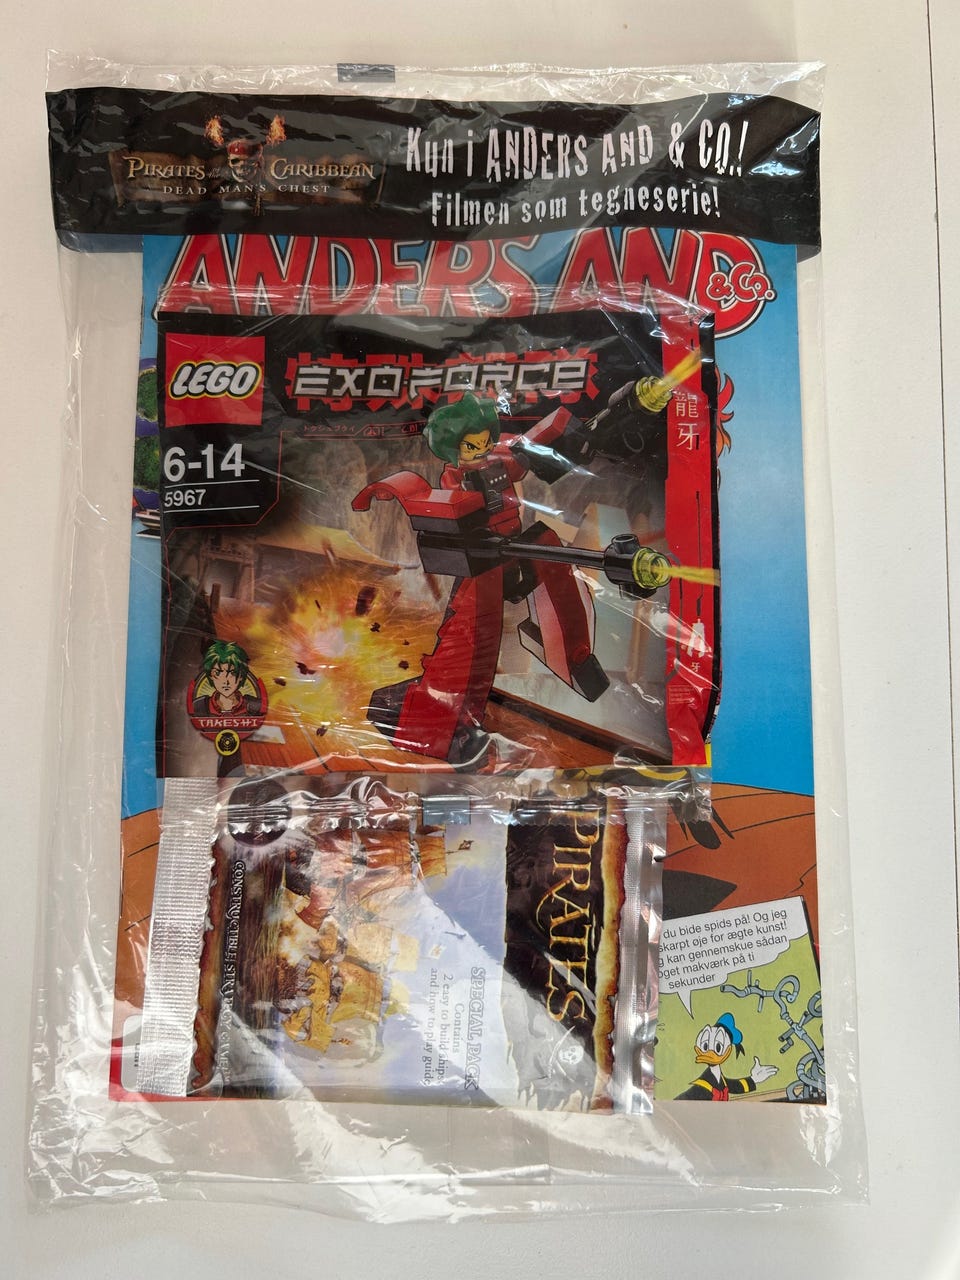 PIRATES OF THE CARIBBEAN
DEAD MAN'S CHEST
Kun i ANDERS AND & CO!
Filmen som tegneserie!
ANDERS AND
& Co.
LEGO
EXO-FORCE
6-14
5967
龍
牙
TAKESHI
牙
PIRATES
SPECIAL PACK
Contains
2 easy to build ships
and how to play guide
CONSTRUCTIBLE STRATEGY GAME
du bide spids på! Og jeg
skarpt øje for ægte kunst!
g kan gennemskue sådan
oget makværk på ti
sekunder